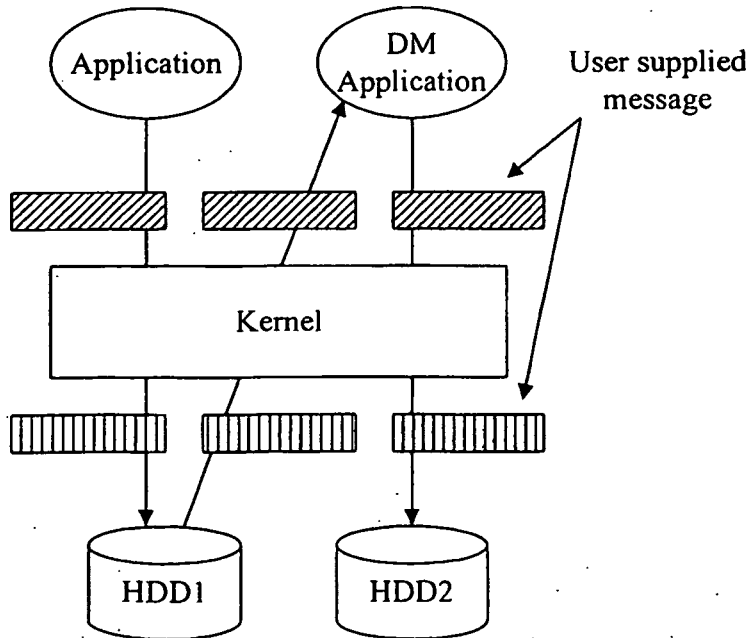 Application
DM
Application
User supplied
message
Kernel
HDD1
HDD2